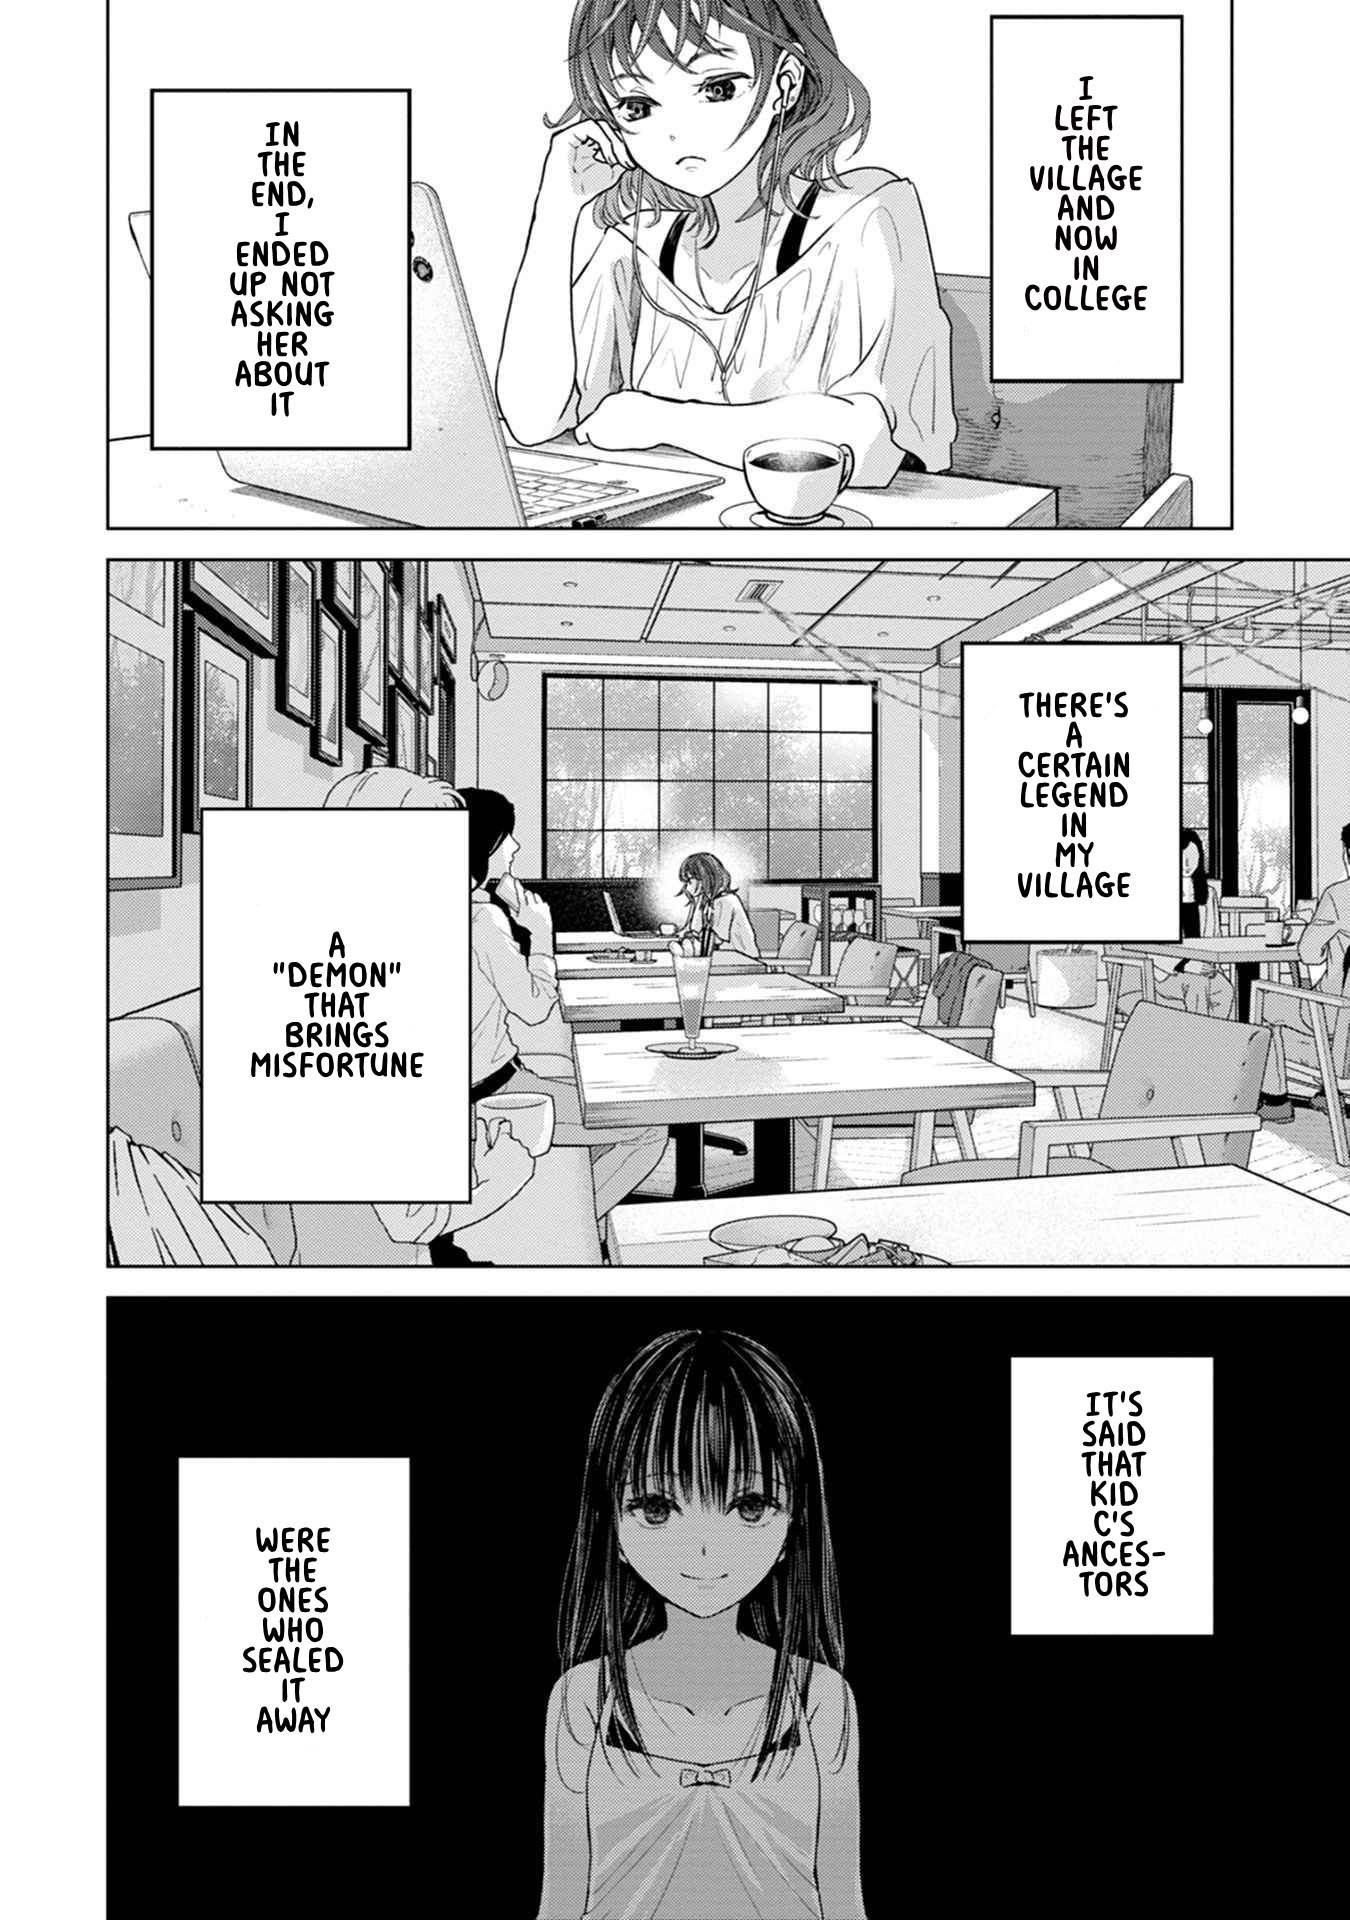 I
LEFT
THE
VILLAGE
AND
NOW
IN
COLLEGE
IN
THE
END,
I
ENDED
UP NOT
ASKING
HER
ABOUT
IT
THERE'S
A
CERTAIN
LEGEND
IN
MY
VILLAGE
A
"DEMON"
THAT
BRINGS
MISFORTUNE
IT'S
SAID
THAT
KID
C'S
ANCES-
TORS
WERE
THE
ONES
WHO
SEALED
IT
AWAY